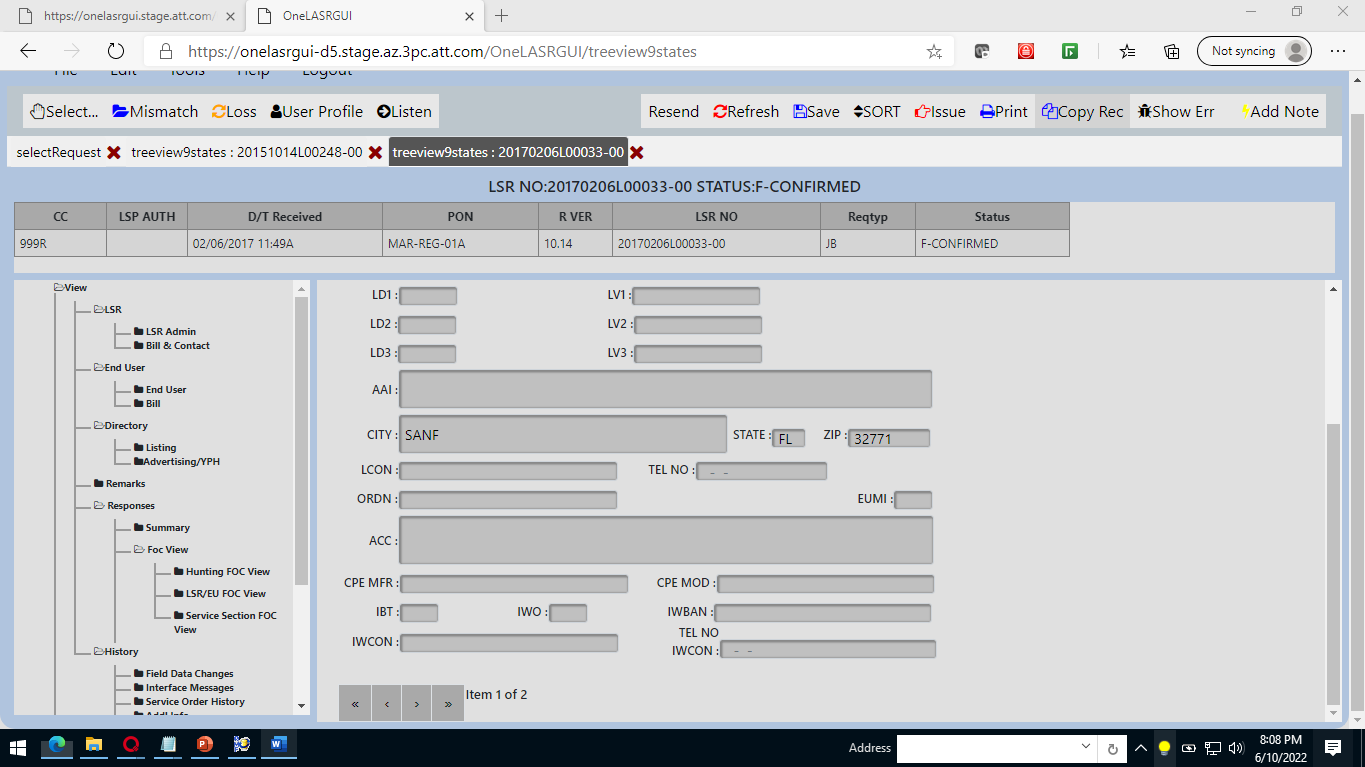 https://onelasrgui.stage.att.com/
OneLASRGUI
https://onelasrgui-d5.stage.az.3pc.att.com/OneLASRGUI/treeview9states
Not syncing
File Edit Tools Help Logout
Select... Mismatch Loss User Profile Listen Resend Refresh Save SORT Issue Print Copy Rec Show Err Add Note
selectRequest treeview9states : 20151014L00248-00 treeview9states : 20170206L00033-00
LSR NO:20170206L00033-00 STATUS:F-CONFIRMED
CC LSP AUTH D/T Received PON R VER LSR NO Reqtyp Status
999R 02/06/2017 11:49A MAR-REG-01A 10.14 20170206L00033-00 JB F-CONFIRMED
View
LSR
LSR Admin
Bill & Contact
End User
End User
Bill
Directory
Listing
Advertising/YPH
Remarks
Responses
Summary
Foc View
Hunting FOC View
LSR/EU FOC View
Service Section FOC
View
History
Field Data Changes
Interface Messages
Service Order History
Addl Info
LD1 : LV1 :
LD2 : LV2 :
LD3 : LV3 :
AAI :
CITY : SANF STATE : FL ZIP : 32771
LCON : TEL NO : - -
ORDN : EUMI :
ACC :
CPE MFR : CPE MOD :
IBT : IWO : IWBAN :
IWCON : TEL NO
IWCON : - -
« ‹ › » Item 1 of 2
Address
8:08 PM
6/10/2022